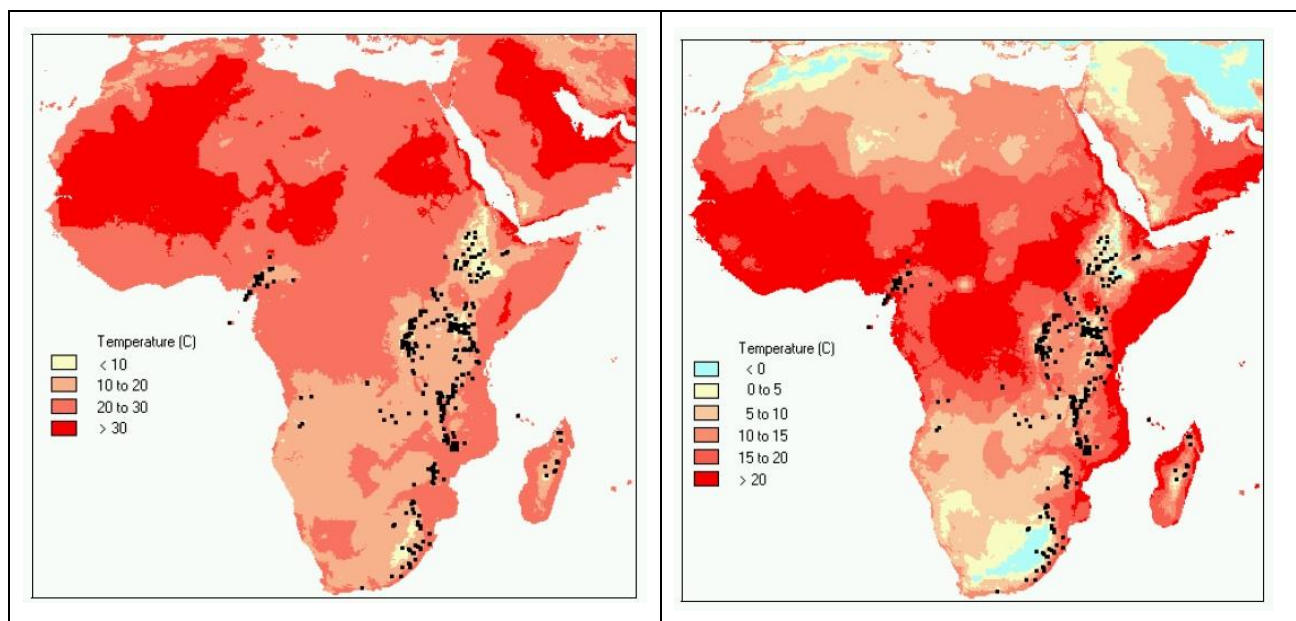 Temperature (C)
< 10
10 to 20
20 to 30
> 30
Temperature (C)
< 0
0 to 5
5 to 10
10 to 15
15 to 20
> 20